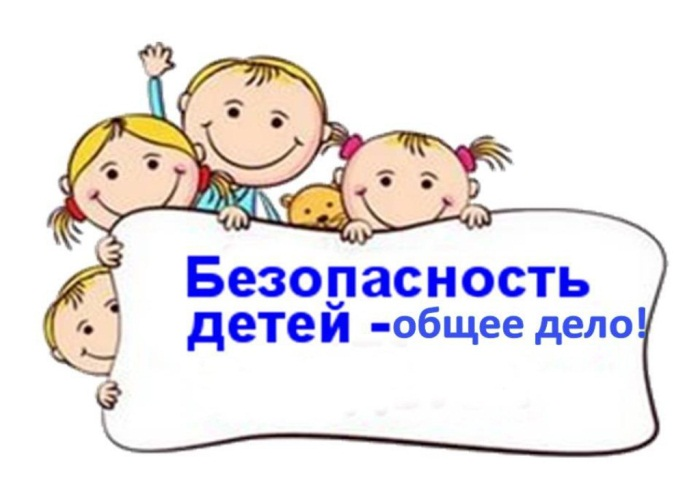 Безопасность
детей -общее дело!